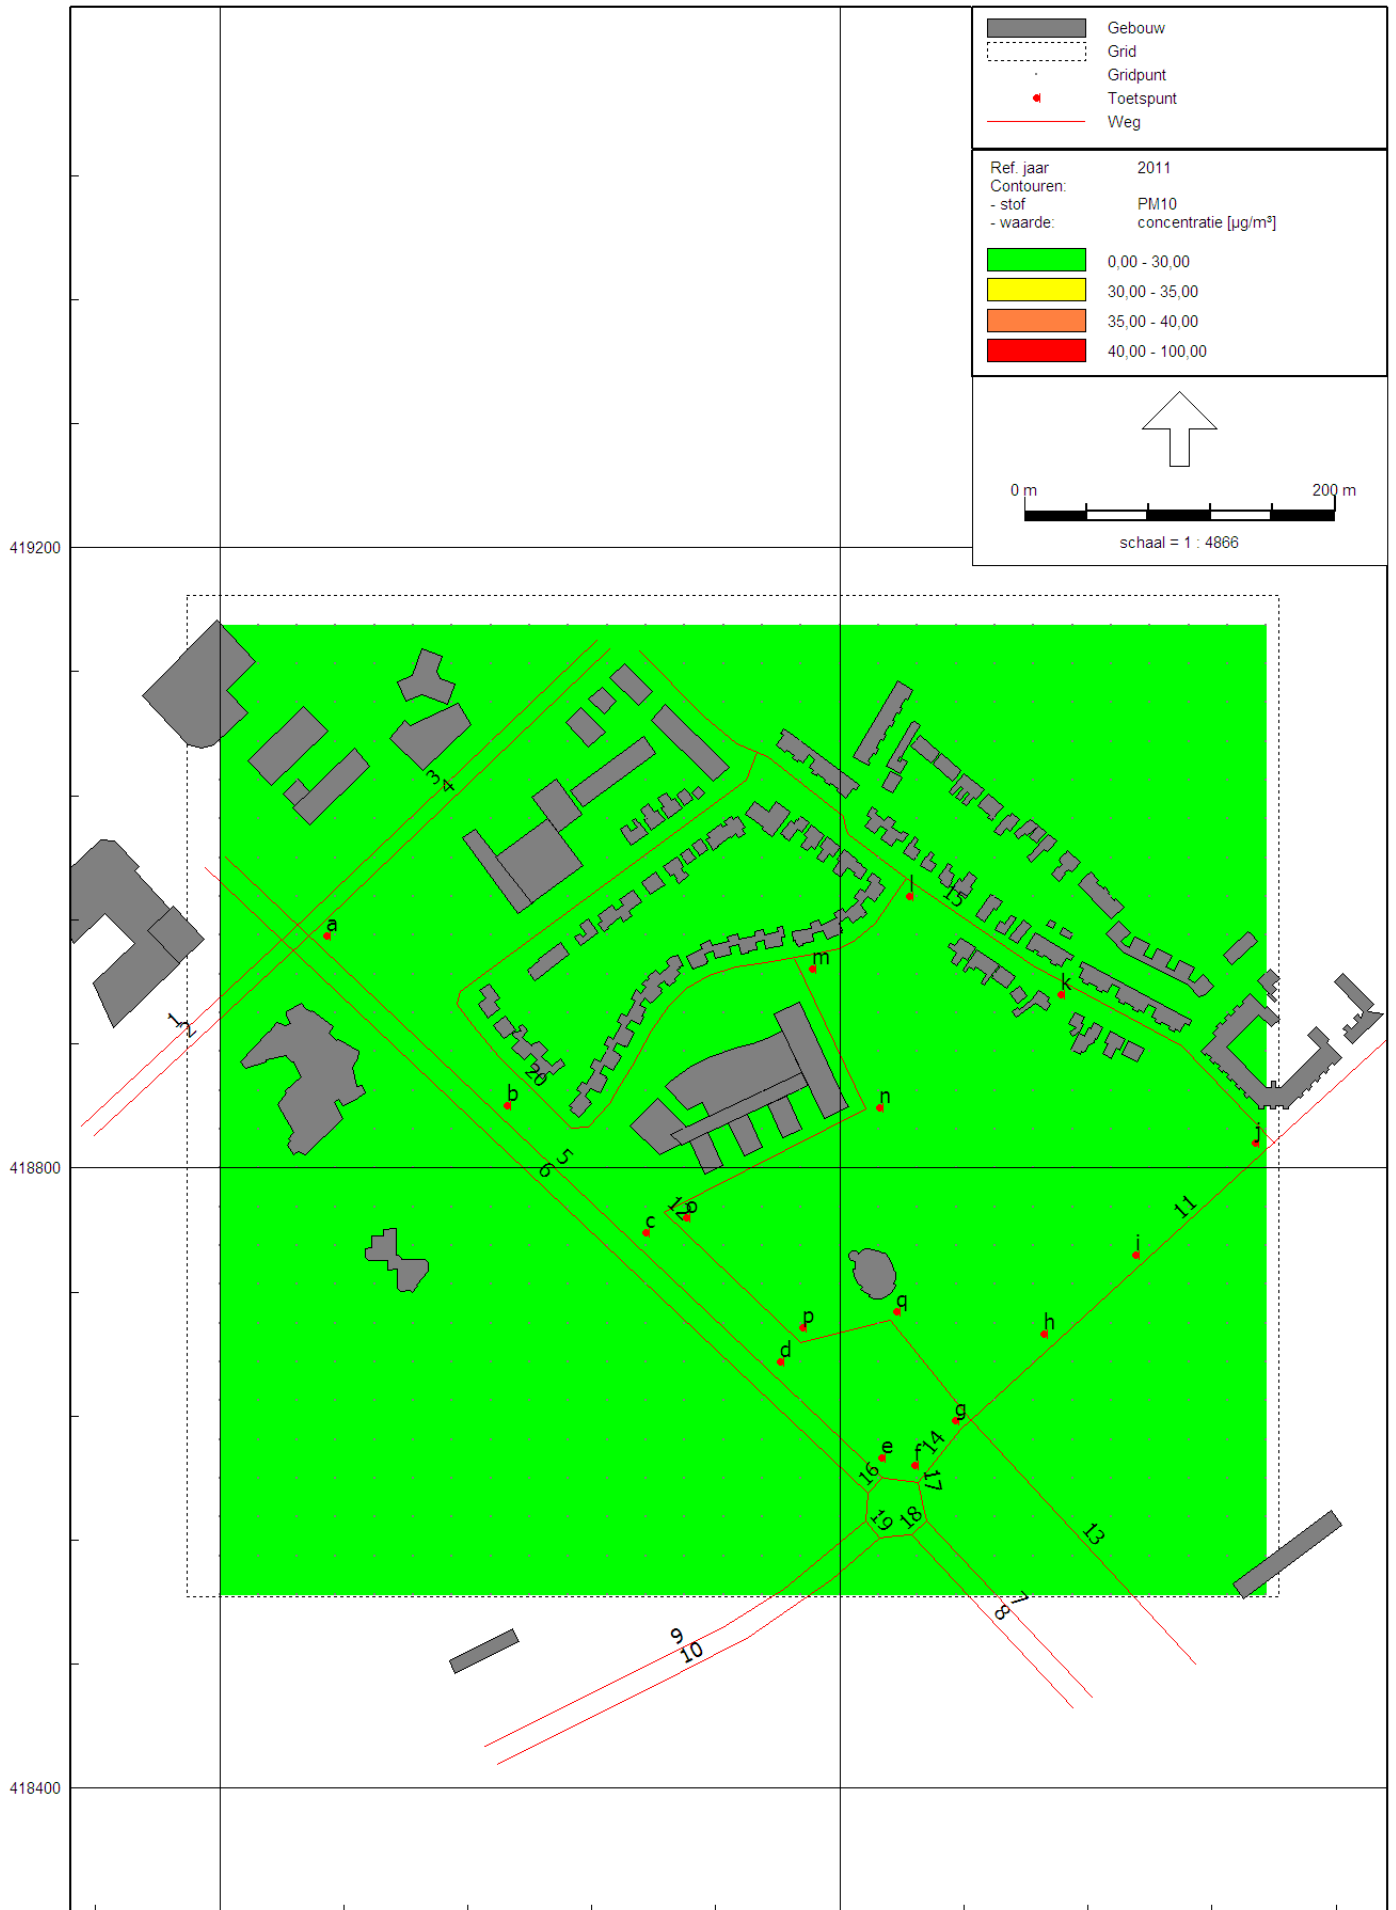 Gebouw
Grid
Gridpunt
Toetspunt
Weg
Ref. jaar 2011
Contouren:
- stof PM10
- waarde: concentratie [µg/m³]
0,00 - 30,00
30,00 - 35,00
35,00 - 40,00
40,00 - 100,00
0 m 200 m
schaal = 1 : 4866
419200
3
4
l
15
a
m
k
1
2
20
b
n
j
5
6
418800
12
o
c
11
i
q
p
h
d
g
14
e
f
16
17
19
18
13
7
8
9
10
418400